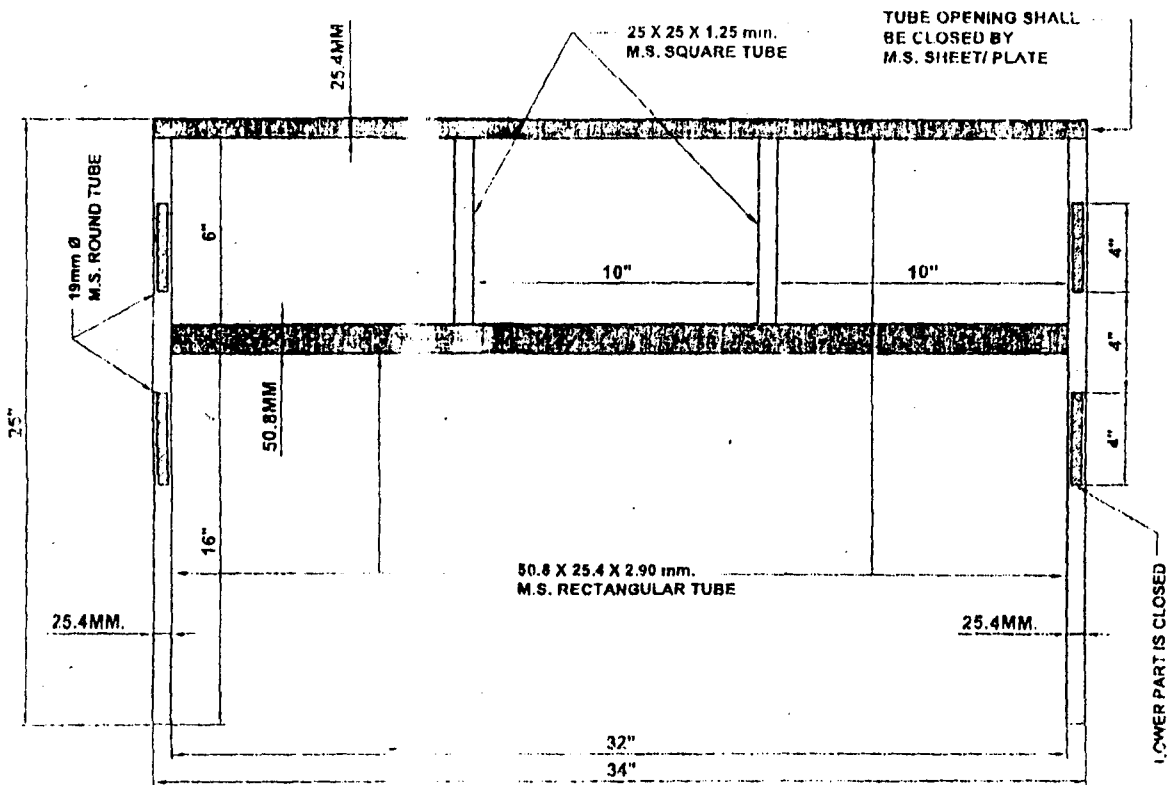 TUBE OPENING SHALL
BE CLOSED BY
M.S. SHEET/ PLATE
25 X 25 X 1.25 min.
M.S. SQUARE TUBE
25.4MM
19mm Ø
M.S. ROUND TUBE
6"
10"
10"
4"
4"
4"
25"
50.8MM
16"
50.8 X 25.4 X 2.90 mm.
M.S. RECTANGULAR TUBE
25.4MM.
25.4MM.
LOWER PART IS CLOSED
32"
34"